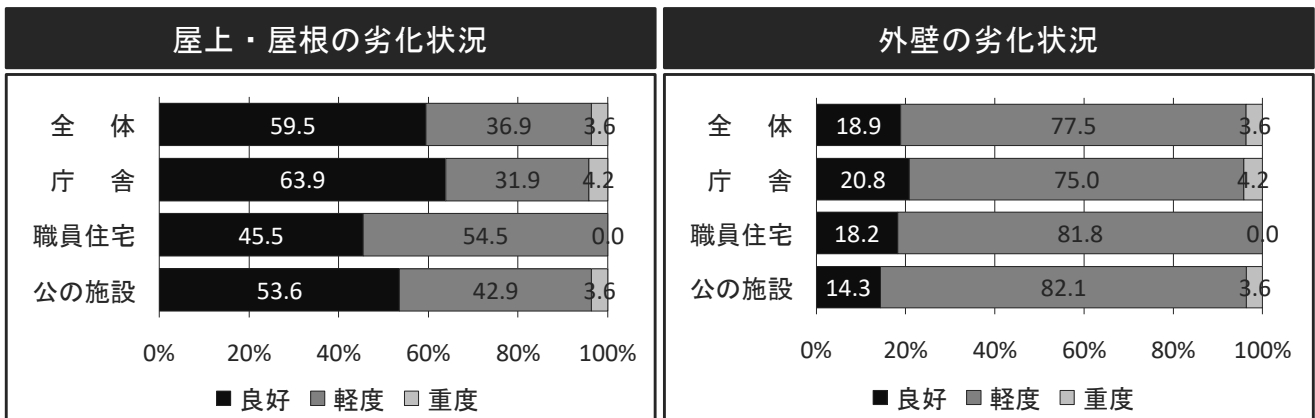 屋上・屋根の劣化状況
全 体 59.5 36.9 3.6
庁 舎 63.9 31.9 4.2
職員住宅 45.5 54.5 0.0
公の施設 53.6 42.9 3.6
0% 20% 40% 60% 80% 100%
■良好 ■軽度 ■重度
外壁の劣化状況
全 体 18.9 77.5 3.6
庁 舎 20.8 75.0 4.2
職員住宅 18.2 81.8 0.0
公の施設 14.3 82.1 3.6
0% 20% 40% 60% 80% 100%
■良好 ■軽度 ■重度